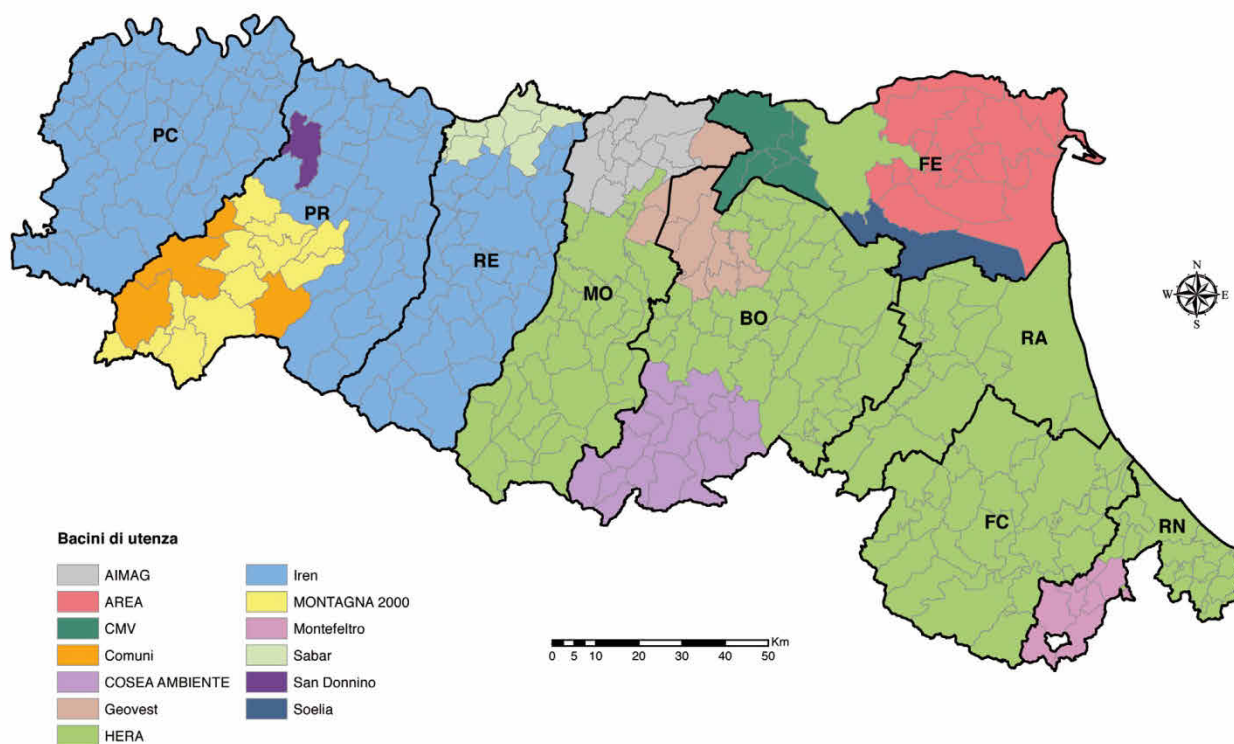 PC
PR
RE
MO
BO
FE
RA
FC
RN
N
W E
S
Bacini di utenza
AIMAG
AREA
CMV
Comuni
COSEA AMBIENTE
Geovest
HERA
Iren
MONTAGNA 2000
Montefeltro
Sabar
San Donnino
Soelia
Km
0 5 10 20 30 40 50